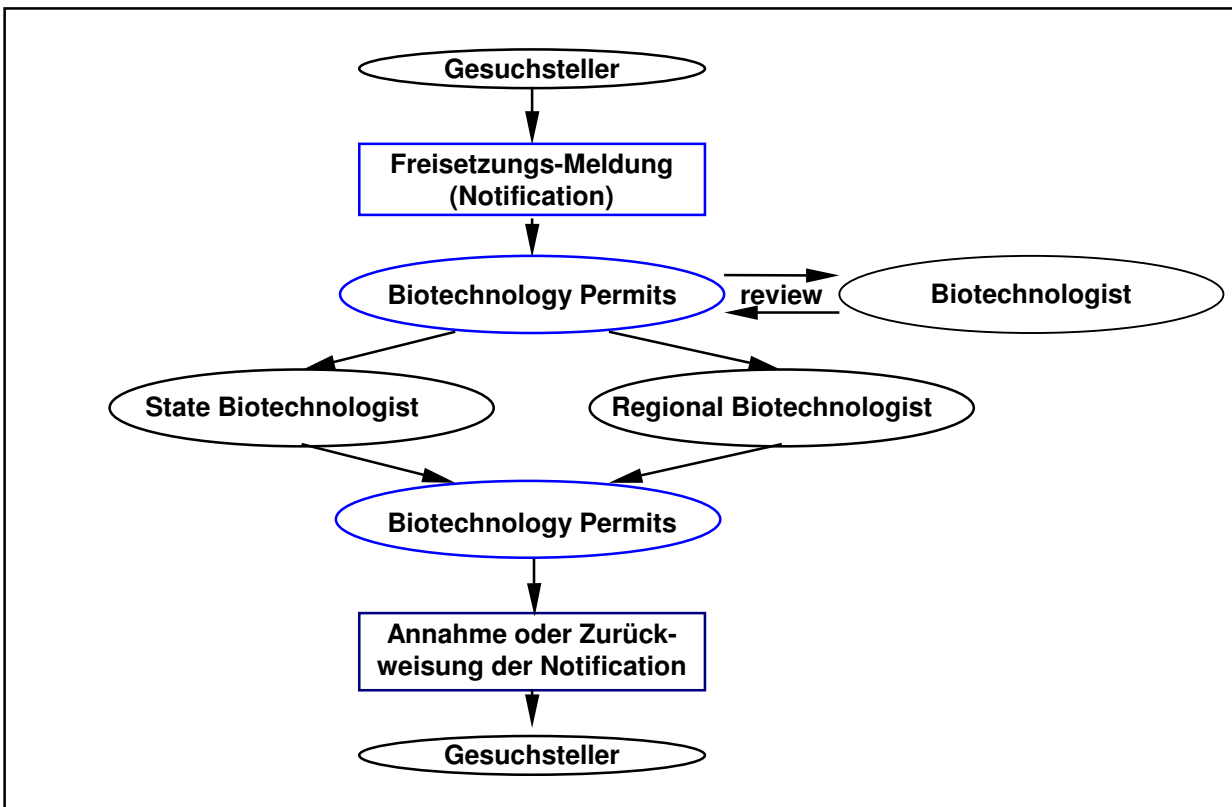 Gesuchsteller
Freisetzungs-Meldung
(Notification)
Biotechnology Permits
review
Biotechnologist
State Biotechnologist
Regional Biotechnologist
Biotechnology Permits
Annahme oder Zurück-
weisung der Notification
Gesuchsteller